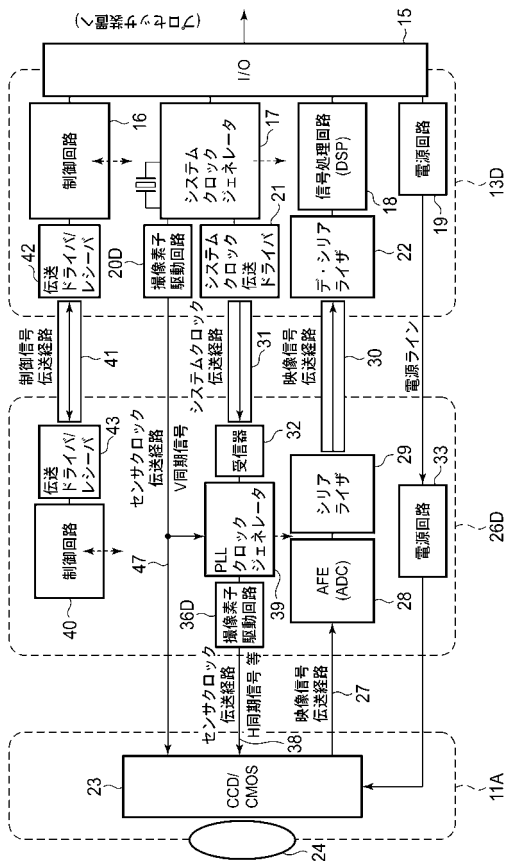 (プロセッサ装置へ)
I/O
15
制御回路
16
システム
クロック
ジェネレータ
17
信号処理回路
(DSP)
18
電源回路
19
13D
42
伝送
ドライバ/
レシーバ
20D
撮像素子
駆動回路
システム
クロック
伝送
ドライバ
21
デ・シリア
ライザ
22
制御信号
伝送経路
41
システムクロック
伝送経路
31
映像信号
伝送経路
30
電源ライン
伝送
ドライバ/
レシーバ
43
制御回路
40
センサクロック
伝送経路
V同期信号
47
受信器
32
PLL
クロック
ジェネレータ
39
36D
撮像素子
駆動回路
シリア
ライザ
29
AFE
(ADC)
28
電源回路
33
26D
センサクロック
伝送経路
H同期信号 等
38
映像信号
伝送経路
27
23
CCD/
CMOS
24
11A